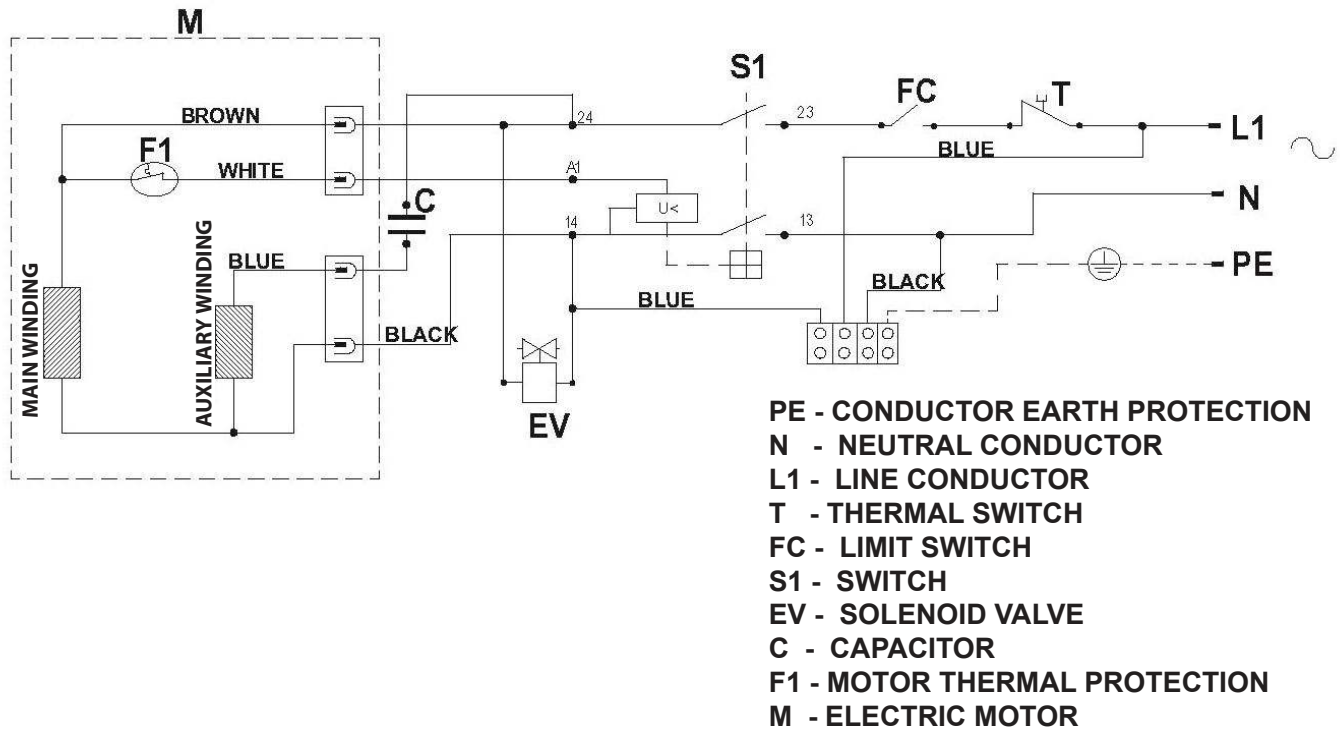 M
S1
FC
T
BROWN
24
23
L1
F1
BLUE
WHITE
A1
C
U<
N
14
13
BLUE
PE
BLACK
BLUE
BLACK
MAIN WINDING
AUXILIARY WINDING
EV
PE - CONDUCTOR EARTH PROTECTION
N - NEUTRAL CONDUCTOR
L1 - LINE CONDUCTOR
T - THERMAL SWITCH
FC - LIMIT SWITCH
S1 - SWITCH
EV - SOLENOID VALVE
C - CAPACITOR
F1 - MOTOR THERMAL PROTECTION
M - ELECTRIC MOTOR